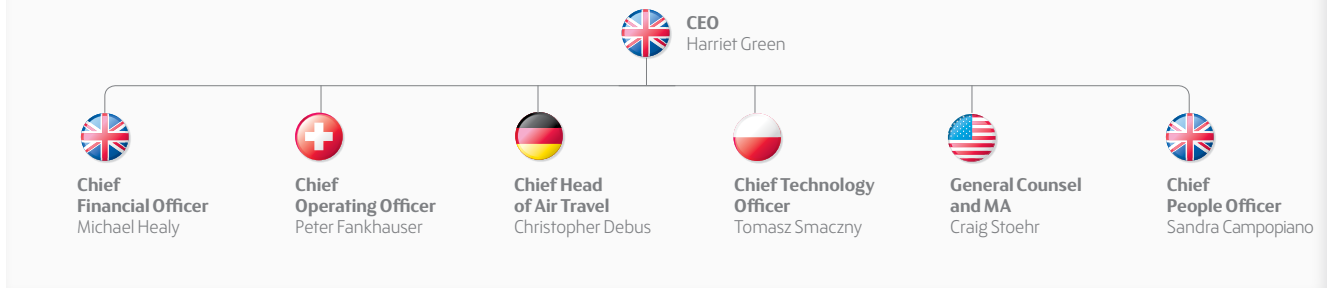 CEO
Harriet Green
Chief
Financial Officer
Michael Healy
Chief
Operating Officer
Peter Fankhauser
Chief Head
of Air Travel
Christopher Debus
Chief Technology
Officer
Tomasz Smaczny
General Counsel
and MA
Craig Stoehr
Chief
People Officer
Sandra Campopiano